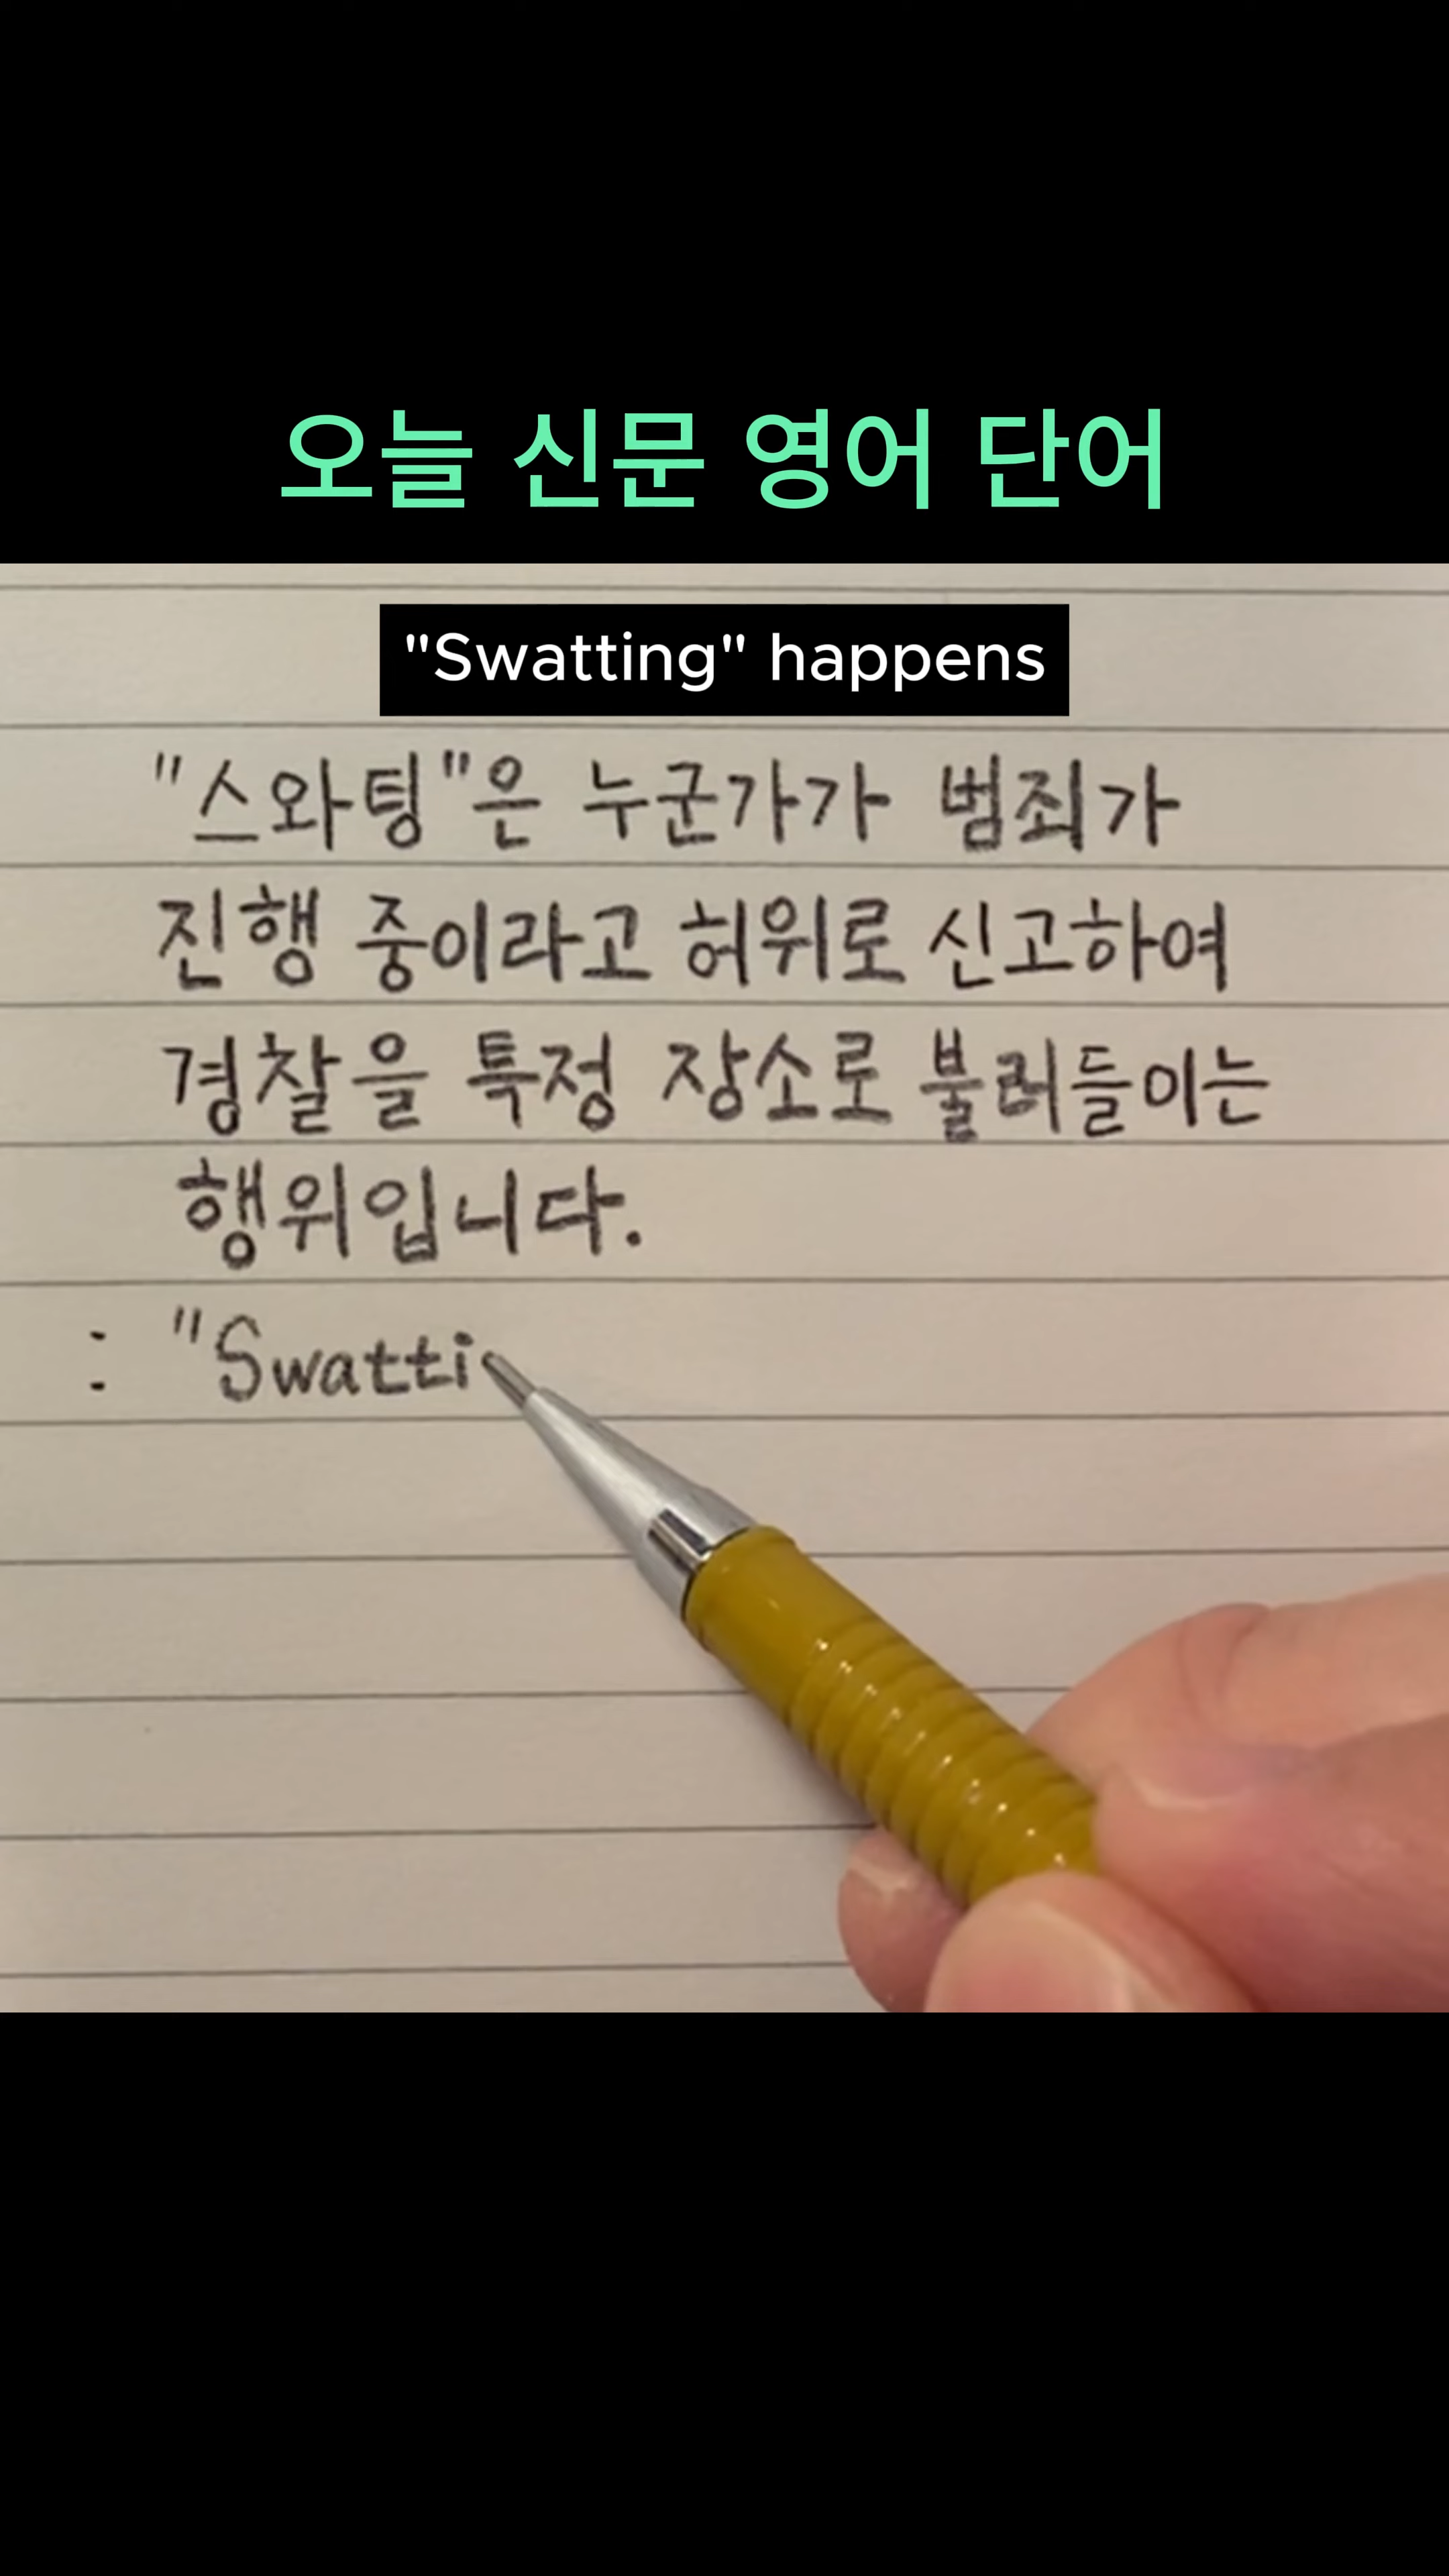 오늘 신문 영어 단어
"Swatting" happens
"스와팅"은 누군가가 범죄가
진행 중이라고 허위로 신고하여
경찰을 특정 장소로 불러들이는
행위입니다.
: "Swatti